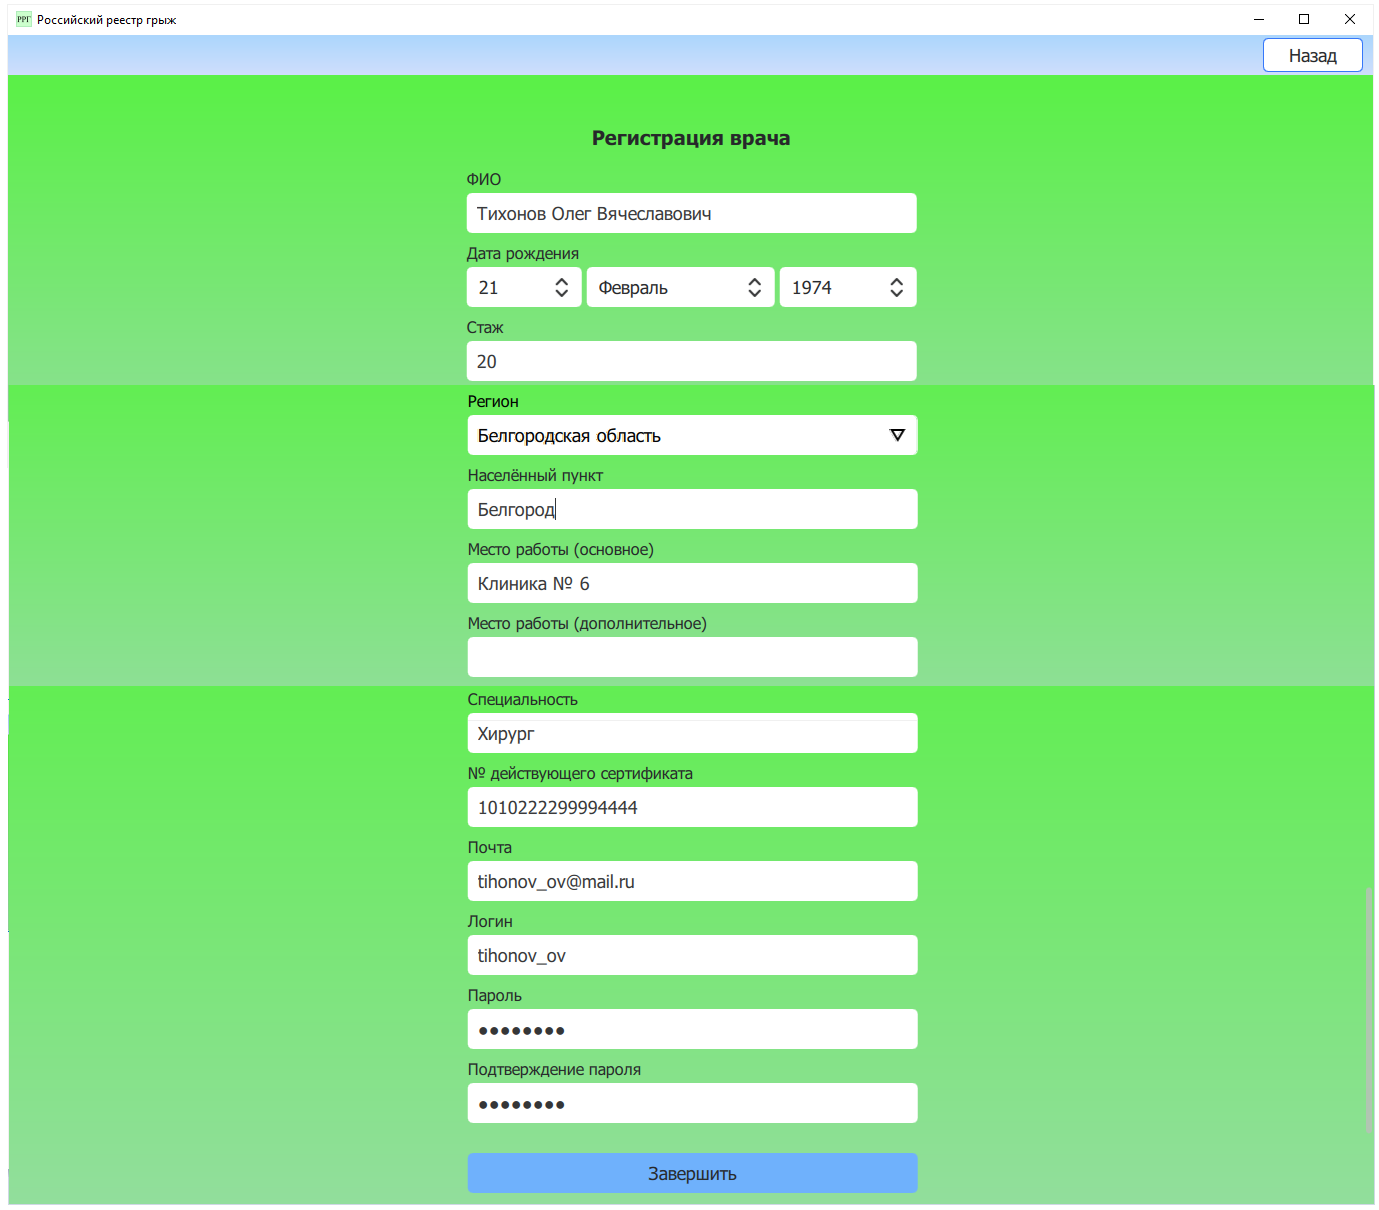 РРГ Российский реестр грыж
Назад
Регистрация врача
ФИО
Тихонов Олег Вячеславович
Дата рождения
21 Февраль 1974
Стаж
20
Регион
Белгородская область
Населённый пункт
Белгород
Место работы (основное)
Клиника № 6
Место работы (дополнительное)
Специальность
Хирург
№ действующего сертификата
1010222299994444
Почта
tihonov_ov@mail.ru
Логин
tihonov_ov
Пароль
●●●●●●●●
Подтверждение пароля
●●●●●●●●
Завершить